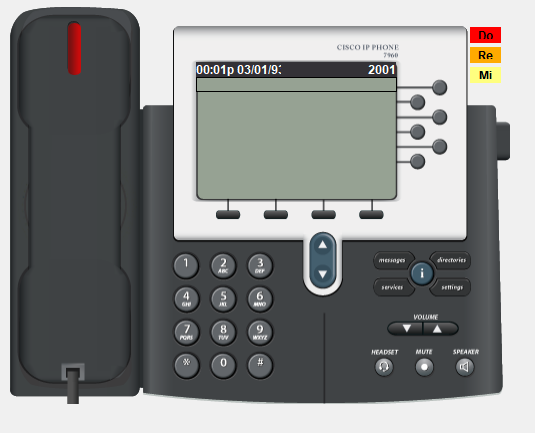 Do
CISCO IP PHONE
7960
Re
00:01p 03/01/93 2001
Mi
1
2
ABC
3
DEF
messages
directories
i
4
GHI
5
JKL
6
MNO
services
settings
7
PQRS
8
TUV
9
WXYZ
VOLUME
*
0
#
HEADSET
MUTE
SPEAKER